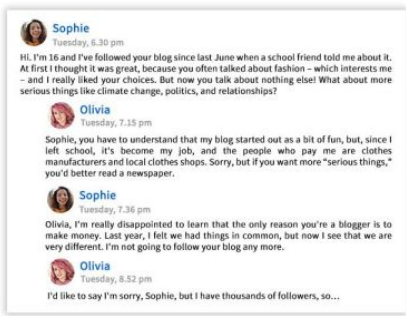 Sophie
Tuesday, 6.30 pm
Hi. I'm 16 and I've followed your blog since last June when a school friend told me about it.
At first I thought it was great, because you often talked about fashion – which interests me
– and I really liked your choices. But now you talk about nothing else! What about more
serious things like climate change, politics, and relationships?
Olivia
Tuesday, 7.15 pm
Sophie, you have to understand that my blog started out as a bit of fun, but, since I
left school, it's become my job, and the people who pay me are clothes
manufacturers and local clothes shops. Sorry, but if you want more “serious things,”
you'd better read a newspaper.
Sophie
Tuesday, 7.36 pm
Olivia, I'm really disappointed to learn that the only reason you're a blogger is to
make money. Last year, I felt we had things in common, but now I see that we are
very different. I'm not going to follow your blog any more.
Olivia
Tuesday, 8.52 pm
I'd like to say I'm sorry, Sophie, but I have thousands of followers, so...